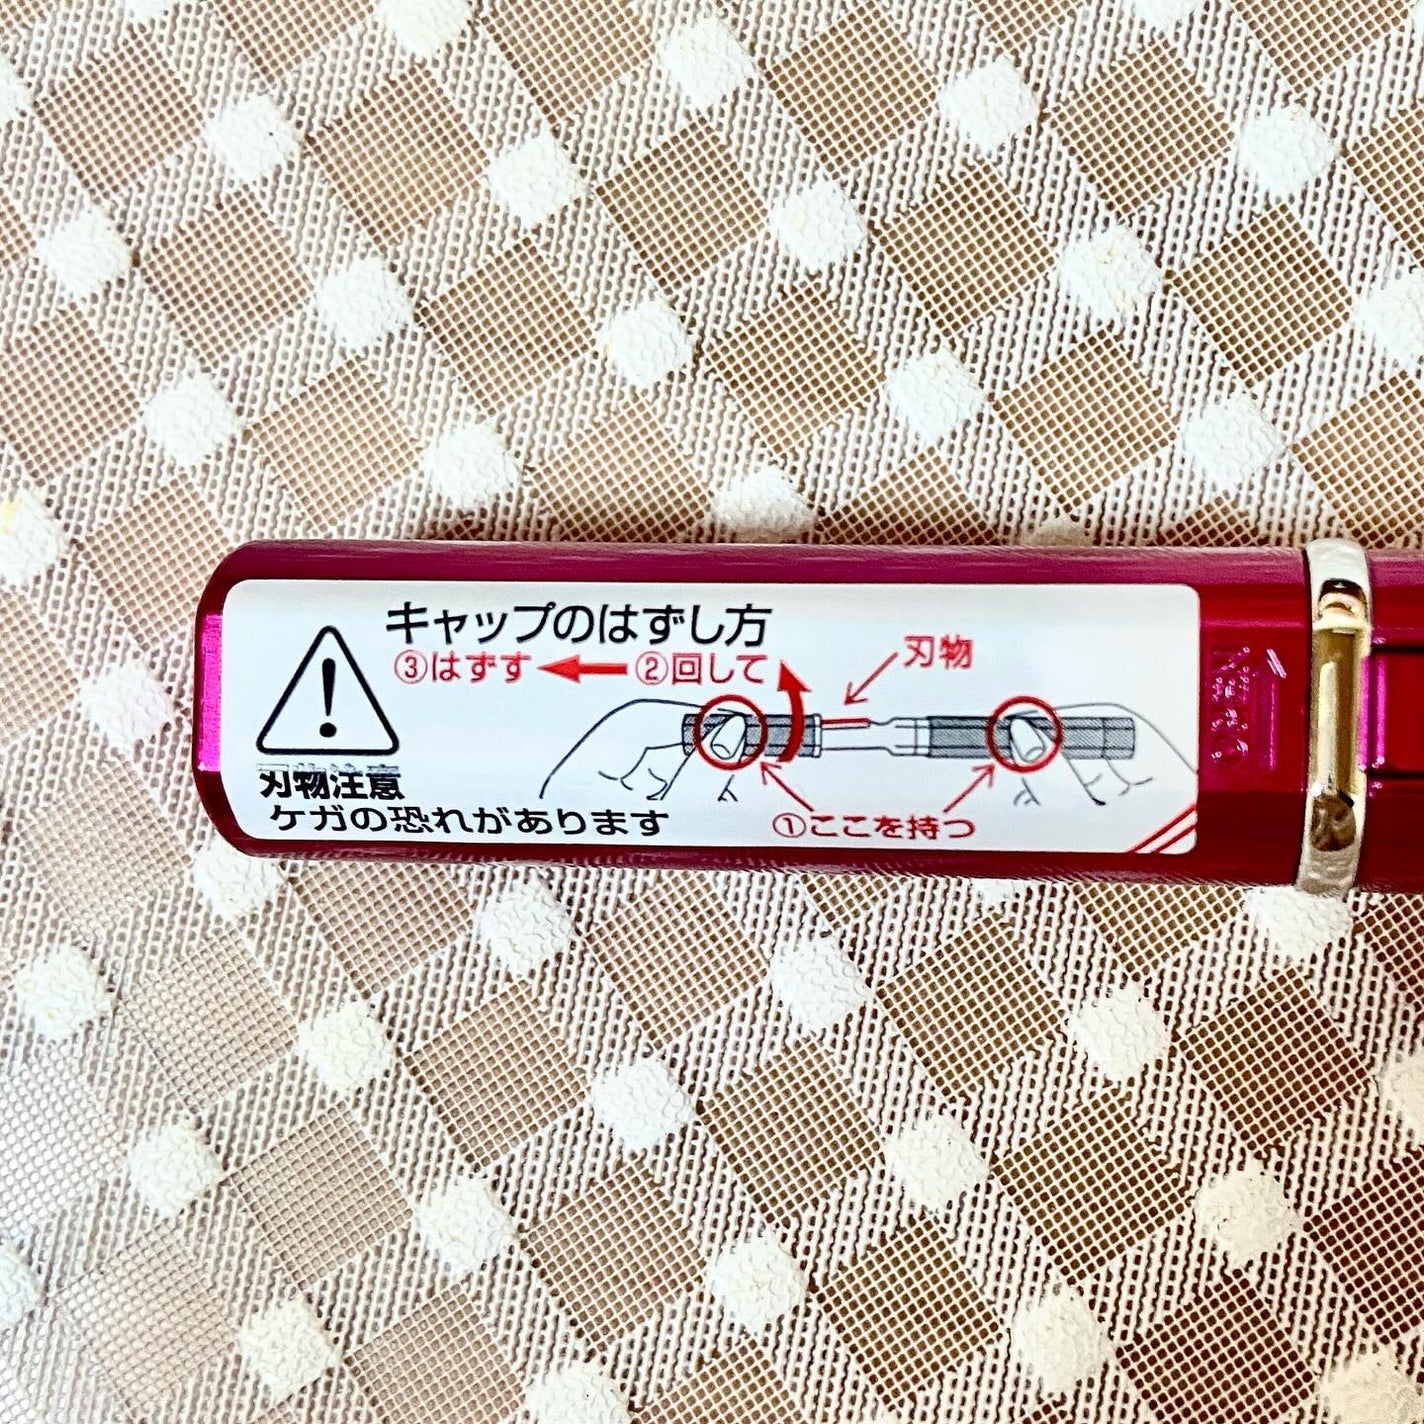 キャップのはずし方
③はずす ②回して
刃物
刃物注意
ケガの恐れがあります
①ここを持つ